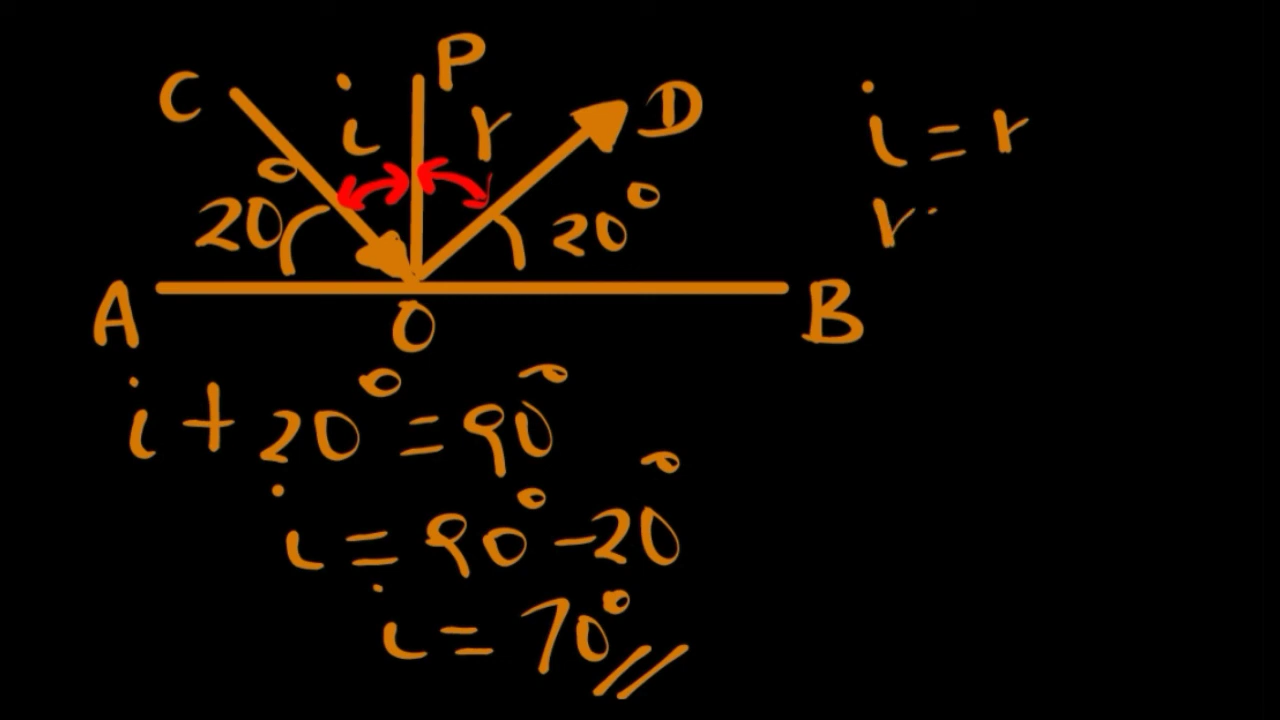 C i P r D
20° 20°
A O B
i + 20° = 90°
i = 90° - 20°
i = 70° //
i = r
r